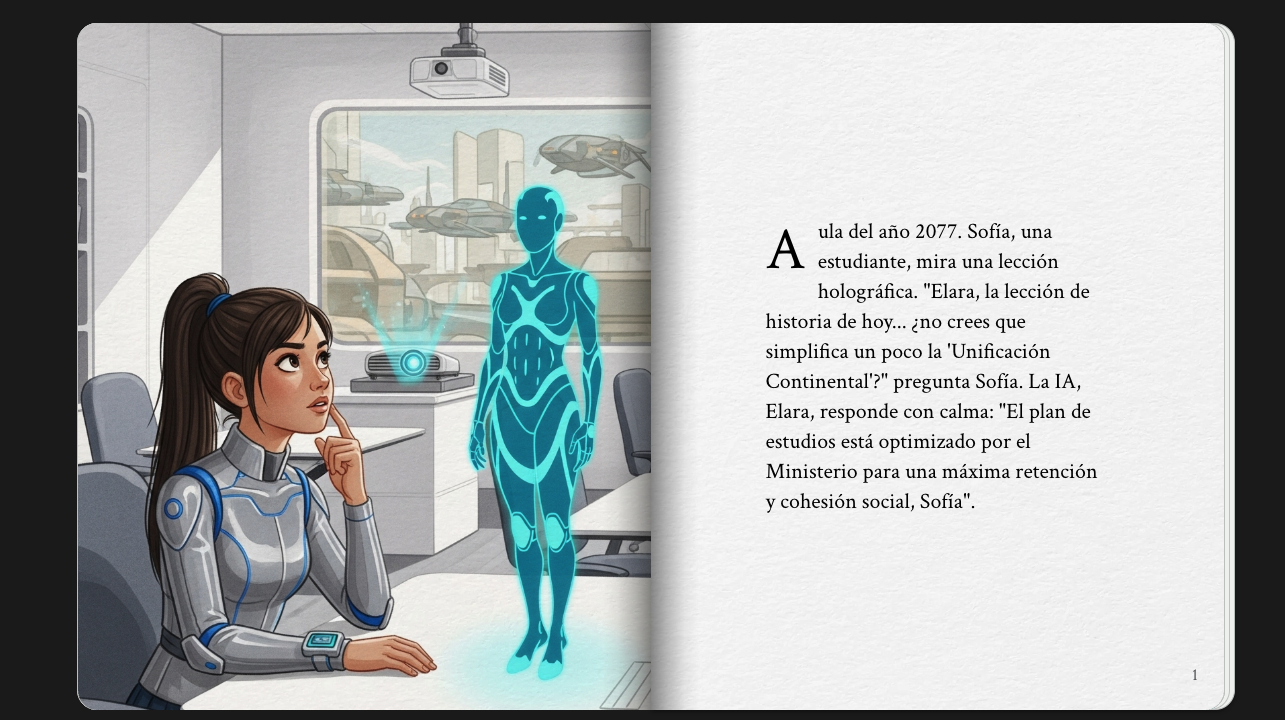 Aula del año 2077. Sofía, una
estudiante, mira una lección
holográfica. "Elara, la lección de
historia de hoy... ¿no crees que
simplifica un poco la 'Unificación
Continental'?" pregunta Sofía. La IA,
Elara, responde con calma: "El plan de
estudios está optimizado por el
Ministerio para una máxima retención
y cohesión social, Sofía".
1